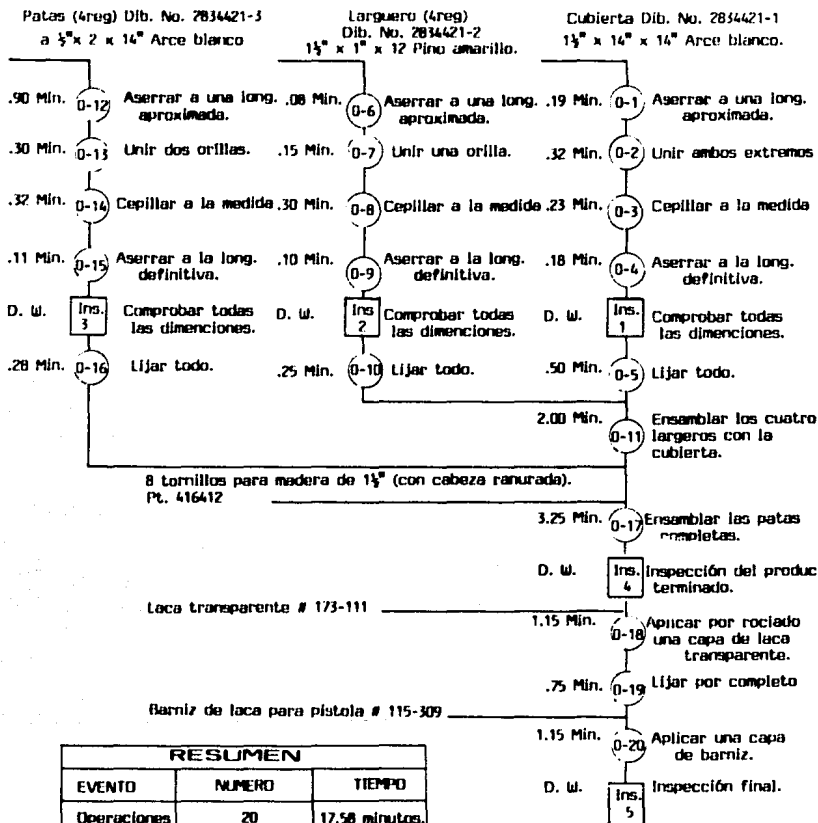 Patas (4reg) Dib. No. 2834421-3
a ½"x 2 x 14" Arce blanco
.90 Min. 0-12 Aserrar a una long. aproximada.
.30 Min. 0-13 Unir dos orillas.
.32 Min. 0-14 Cepillar a la medida
.11 Min. 0-15 Aserrar a la long. definitiva.
D. W. Ins. 3 Comprobar todas las dimenciones.
.28 Min. 0-16 Lijar todo.
Larguero (4reg)
Dib. No. 2834421-2
1½" x 1" x 12 Pino amarillo.
.08 Min. 0-6 Aserrar a una long. aproximada.
.15 Min. 0-7 Unir una orilla.
.30 Min. 0-8 Cepillar a la medida
.10 Min. 0-9 Aserrar a la long. definitiva.
D. W. Ins 2 Comprobar todas las dimenciones.
.25 Min. 0-10 Lijar todo.
Cubierta Dib. No. 2834421-1
1½" x 14" x 14" Arce blanco.
.19 Min. 0-1 Aserrar a una long. aproximada.
.32 Min. 0-2 Unir ambos extremos
.23 Min. 0-3 Cepillar a la medida
.18 Min. 0-4 Aserrar a la long. definitiva.
D. W. Ins. 1 Comprobar todas las dimenciones.
.50 Min. 0-5 Lijar todo.
2.00 Min. 0-11 Ensamblar los cuatro largeros con la cubierta.
8 tornillos para madera de 1½" (con cabeza ranurada).
Pt. 416412
3.25 Min. 0-17 Ensamblar las patas completas.
D. W. Ins. 4 Inspección del produc terminado.
Laca transparente # 173-111
1.15 Min. 0-18 Aplicar por rociado una capa de laca transparente.
.75 Min. 0-19 Lijar por completo
Barniz de laca para pistola # 115-309
1.15 Min. 0-20 Aplicar una capa de barniz.
D. W. Ins. 5 Inspección final.
RESUMEN
EVENTO NUMERO TIEMPO
Operaciones 20 17.58 minutos.